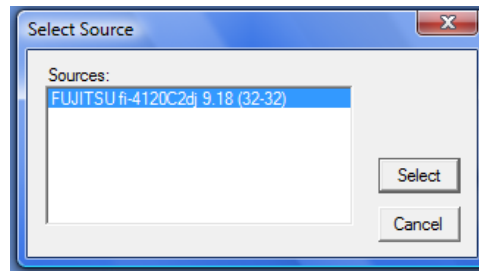 Select Source
Sources:
FUJITSU fi-4120C2dj 9.18 (32-32)
Select
Cancel